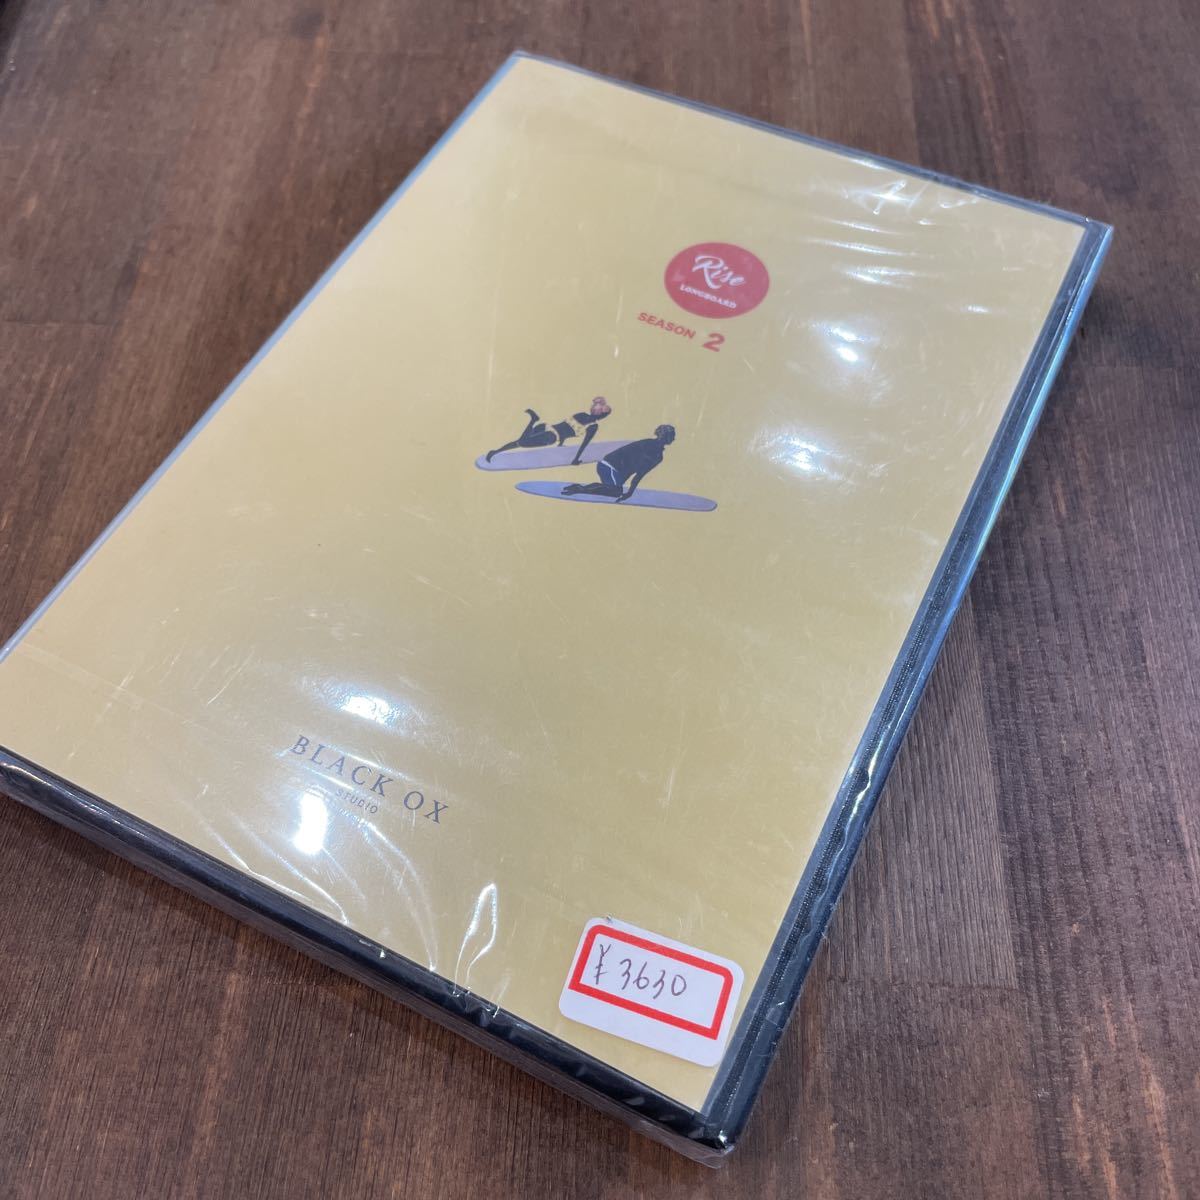 Rise
LONGBOARD
SEASON 2
BLACK OX
STUDIO
¥3630